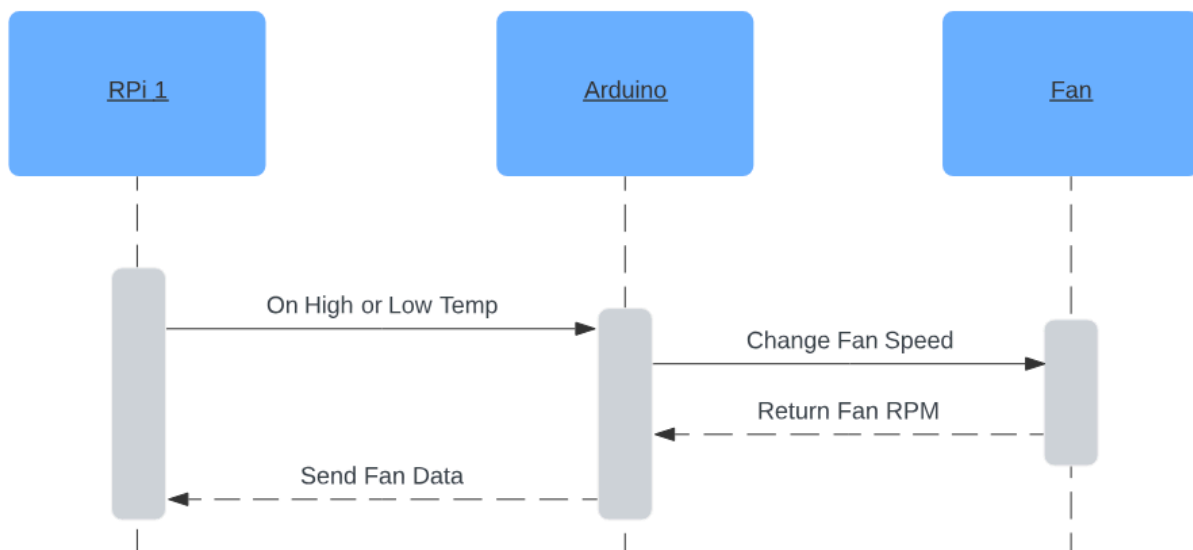 RPi 1
Arduino
Fan
On High or Low Temp
Change Fan Speed
Return Fan RPM
Send Fan Data